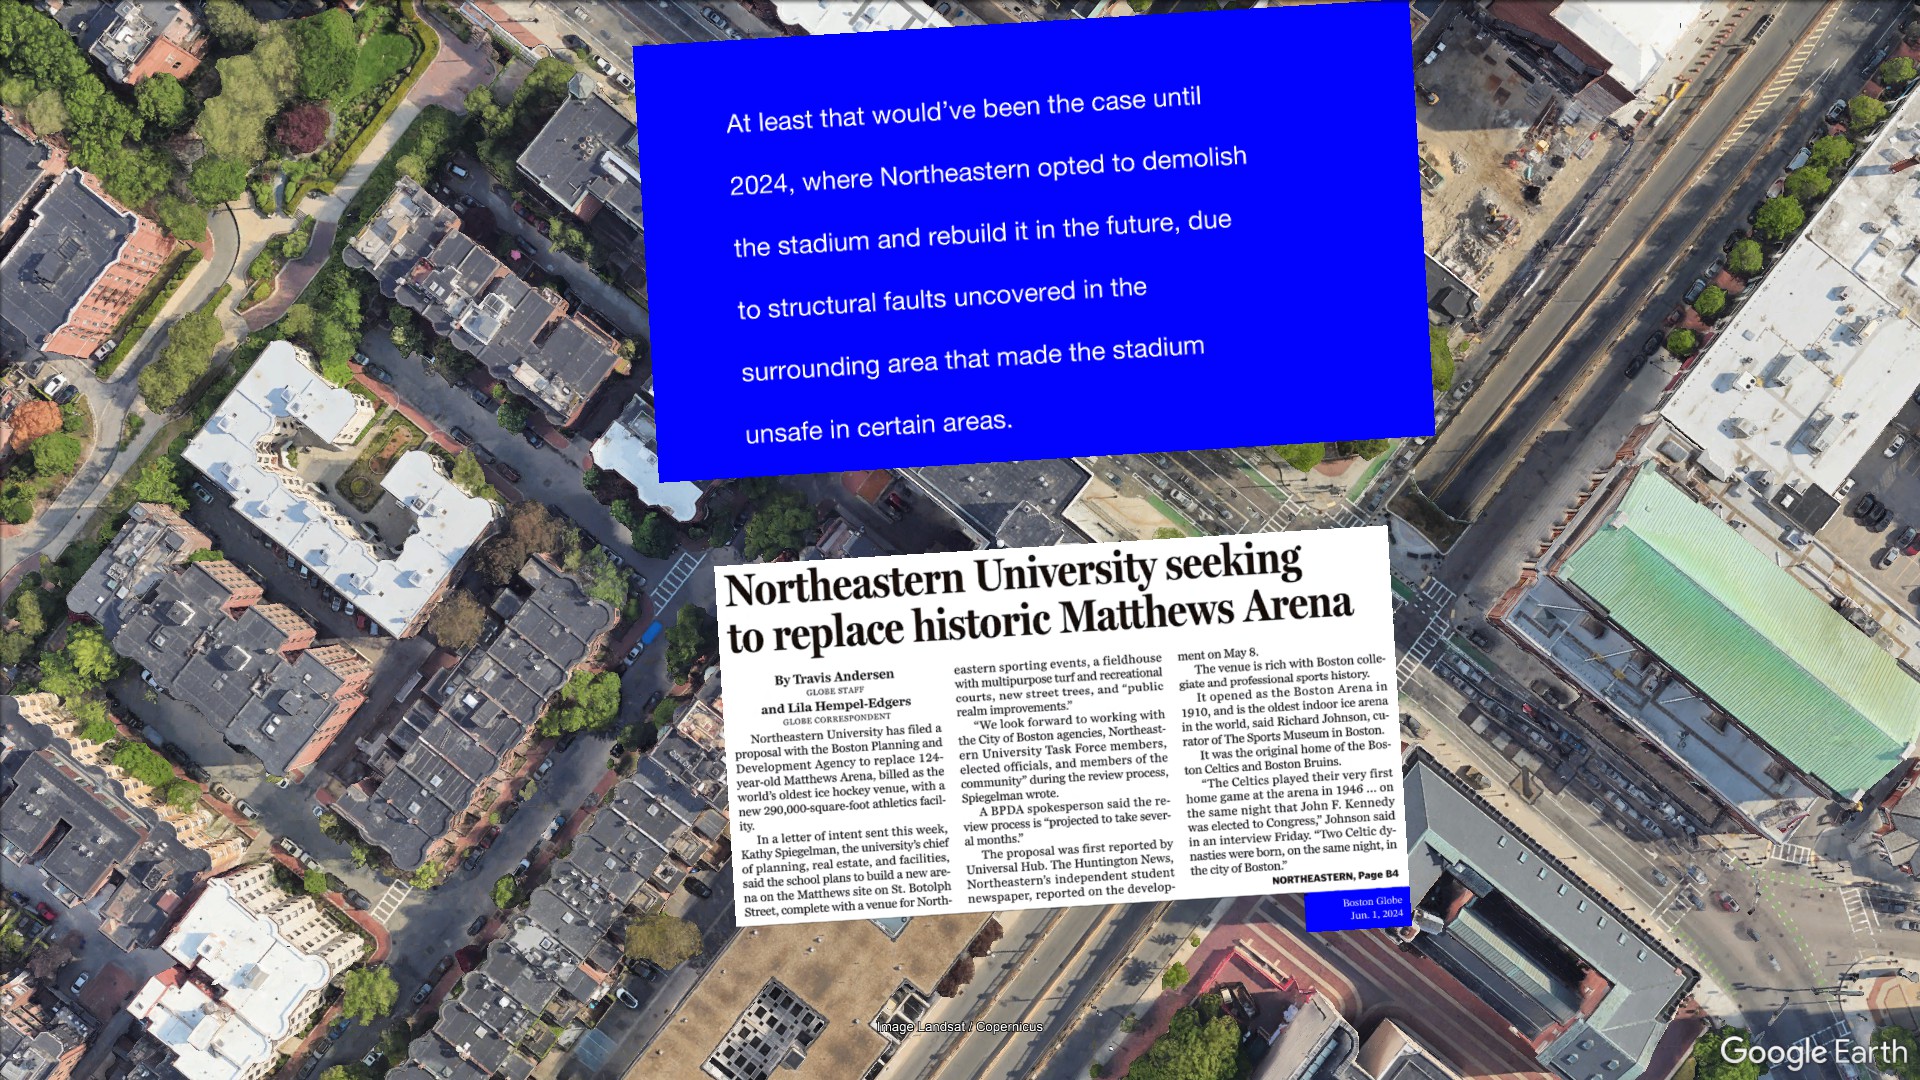 At least that would've been the case until
2024, where Northeastern opted to demolish
the stadium and rebuild it in the future, due
to structural faults uncovered in the
surrounding area that made the stadium
unsafe in certain areas.
Northeastern University seeking
to replace historic Matthews Arena
By Travis Andersen
GLOBE STAFF
and Lila Hempel-Edgers
GLOBE CORRESPONDENT
Northeastern University has filed a
proposal with the Boston Planning and
Development Agency to replace 124-
year-old Matthews Arena, billed as the
world's oldest ice hockey venue, with a
new 290,000-square-foot athletics facil-
ity.
In a letter of intent sent this week,
Kathy Spiegelman, the university's chief
of planning, real estate, and facilities,
said the school plans to build a new are-
na on the Matthews site on St. Botolph
Street, complete with a venue for North-
eastern sporting events, a fieldhouse
with multipurpose turf and recreational
courts, new street trees, and “public
realm improvements.”
“We look forward to working with
the City of Boston agencies, Northeast-
ern University Task Force members,
elected officials, and members of the
community” during the review process,
Spiegelman wrote.
A BPDA spokesperson said the re-
view process is “projected to take sever-
al months.”
The proposal was first reported by
Universal Hub. The Huntington News,
Northeastern's independent student
newspaper, reported on the develop-
ment on May 8.
The venue is rich with Boston colle-
giate and professional sports history.
It opened as the Boston Arena in
1910, and is the oldest indoor ice arena
in the world, said Richard Johnson, cu-
rator of The Sports Museum in Boston.
It was the original home of the Bos-
ton Celtics and Boston Bruins.
“The Celtics played their very first
home game at the arena in 1946 ... on
the same night that John F. Kennedy
was elected to Congress,” Johnson said
in an interview Friday. “Two Celtic dy-
nasties were born, on the same night, in
the city of Boston.”
NORTHEASTERN, Page B4
Boston Globe
Jun. 1, 2024
Image Landsat / Copernicus
Google Earth